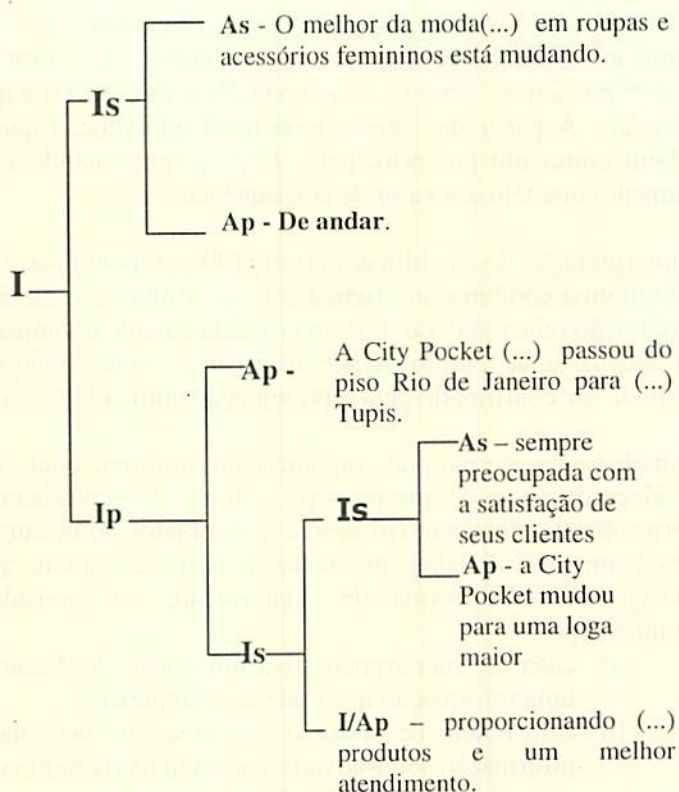 As - O melhor da moda(...) em roupas e
acessórios femininos está mudando.
Is
Ap - De andar.
I
Ap -
A City Pocket (...) passou do
piso Rio de Janeiro para (...)
Tupis.
Ip
As – sempre
preocupada com
a satisfação de
seus clientes
Is
Ap - a City
Pocket mudou
para uma loga
maior
Is
I/Ap – proporcionando (...)
produtos e um melhor
atendimento.